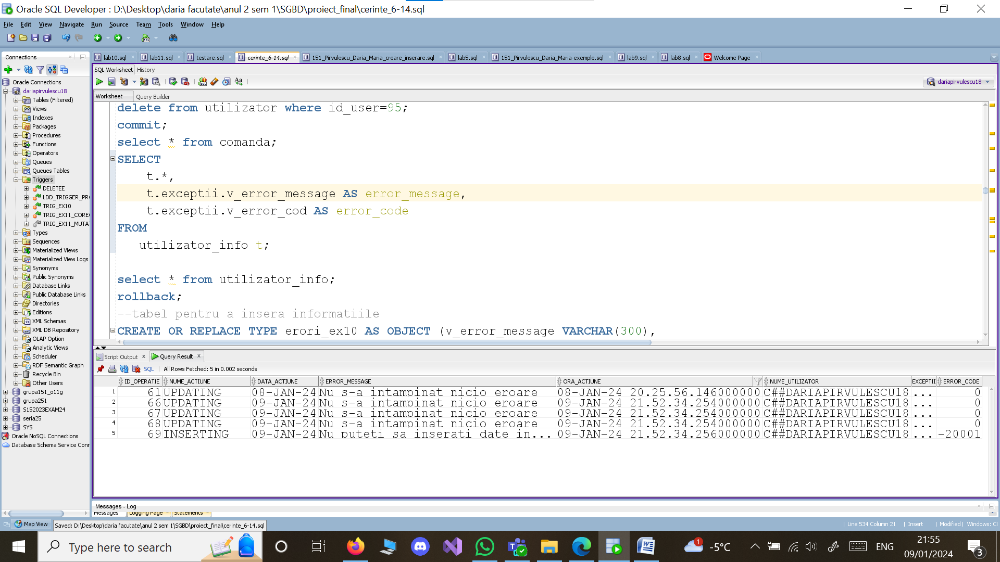 Oracle SQL Developer : D:\Desktop\daria facutate\anul 2 sem 1\SGBD\proiect_final\cerinte_6-14.sql
File Edit View Navigate Run Source Team Tools Window Help
Connections
lab10.sql lab11.sql testare.sql cerinte_6-14.sql 151_Pirvulescu_Daria_Maria_creare_inserare.sql lab5.sql 151_Pirvulescu_Daria_Maria-exemple.sql lab9.sql lab8.sql Welcome Page
SQL Worksheet History
dariapirvulescu18
Worksheet Query Builder
Oracle Connections
dariapirvulescu18
Tables (Filtered)
Views
Indexes
Packages
Procedures
Functions
Operators
Queues
Queues Tables
Triggers
DELETEE
LDD_TRIGGER_PR
TRIG_EX10
TRIG_EX11_COREC
TRIG_EX11_MUTA
Types
Sequences
Materialized Views
Materialized View Logs
Synonyms
Public Synonyms
Database Links
Public Database Links
Directories
Editions
XML Schemas
XML DB Repository
OLAP Option
Analytic Views
Scheduler
RDF Semantic Graph
Recycle Bin
Other Users
grupa151_o11g
grupa251
S152023EXAM24
seria25
SYS
Oracle NoSQL Connections
Database Schema Service Conn
delete from utilizator where id_user=95;
commit;
select * from comanda;
SELECT
t.*,
t.exceptii.v_error_message AS error_message,
t.exceptii.v_error_cod AS error_code
FROM
utilizator_info t;
select * from utilizator_info;
rollback;
--tabel pentru a insera informatiile
CREATE OR REPLACE TYPE erori_ex10 AS OBJECT (v_error_message VARCHAR(300),
Script Output x Query Result x
SQL | All Rows Fetched: 5 in 0.002 seconds
ID_OPERATIE NUME_ACTIUNE DATA_ACTIUNE ERROR_MESSAGE ORA_ACTIUNE NUME_UTILIZATOR EXCEPTII ERROR_CODE
1 61 UPDATING 08-JAN-24 Nu s-a intampinat nicio eroare 08-JAN-24 20.25.56.146000000 C##DARIAPIRVULESCU18 ... 0
2 66 UPDATING 09-JAN-24 Nu s-a intampinat nicio eroare 09-JAN-24 21.52.34.254000000 C##DARIAPIRVULESCU18 ... 0
3 67 UPDATING 09-JAN-24 Nu s-a intampinat nicio eroare 09-JAN-24 21.52.34.254000000 C##DARIAPIRVULESCU18 ... 0
4 68 UPDATING 09-JAN-24 Nu s-a intampinat nicio eroare 09-JAN-24 21.52.34.254000000 C##DARIAPIRVULESCU18 ... 0
5 69 INSERTING 09-JAN-24 Nu puteti sa inserati date in... 09-JAN-24 21.52.34.256000000 C##DARIAPIRVULESCU18 ... -20001
Messages - Log
Messages Logging Page Statements
Map View Saved: D:\Desktop\daria facutate\anul 2 sem 1\SGBD\proiect_final\cerinte_6-14.sql
| Line 534 Column 21 | Insert | Modified | Windows: Cl
Type here to search
1 -5°C ENG 21:55
09/01/2024
3